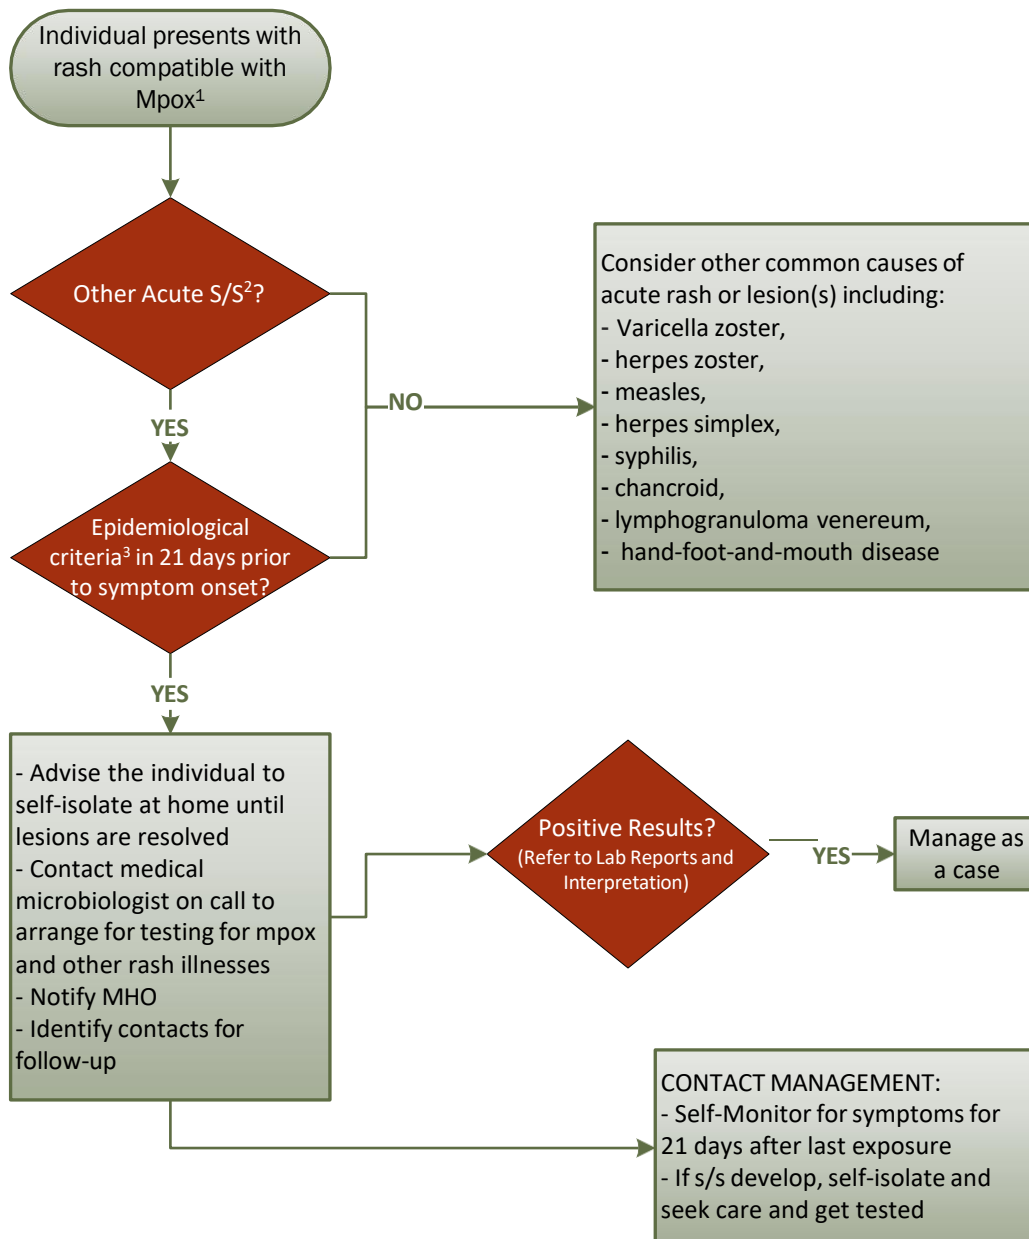 Individual presents with
rash compatible with
Mpox¹
Other Acute S/S²?
YES
NO
Consider other common causes of
acute rash or lesion(s) including:
- Varicella zoster,
- herpes zoster,
- measles,
- herpes simplex,
- syphilis,
- chancroid,
- lymphogranuloma venereum,
- hand-foot-and-mouth disease
Epidemiological
criteria³ in 21 days prior
to symptom onset?
YES
- Advise the individual to
self-isolate at home until
lesions are resolved
- Contact medical
microbiologist on call to
arrange for testing for mpox
and other rash illnesses
- Notify MHO
- Identify contacts for
follow-up
Positive Results?
(Refer to Lab Reports and
Interpretation)
YES
Manage as
a case
CONTACT MANAGEMENT:
- Self-Monitor for symptoms for
21 days after last exposure
- If s/s develop, self-isolate and
seek care and get tested